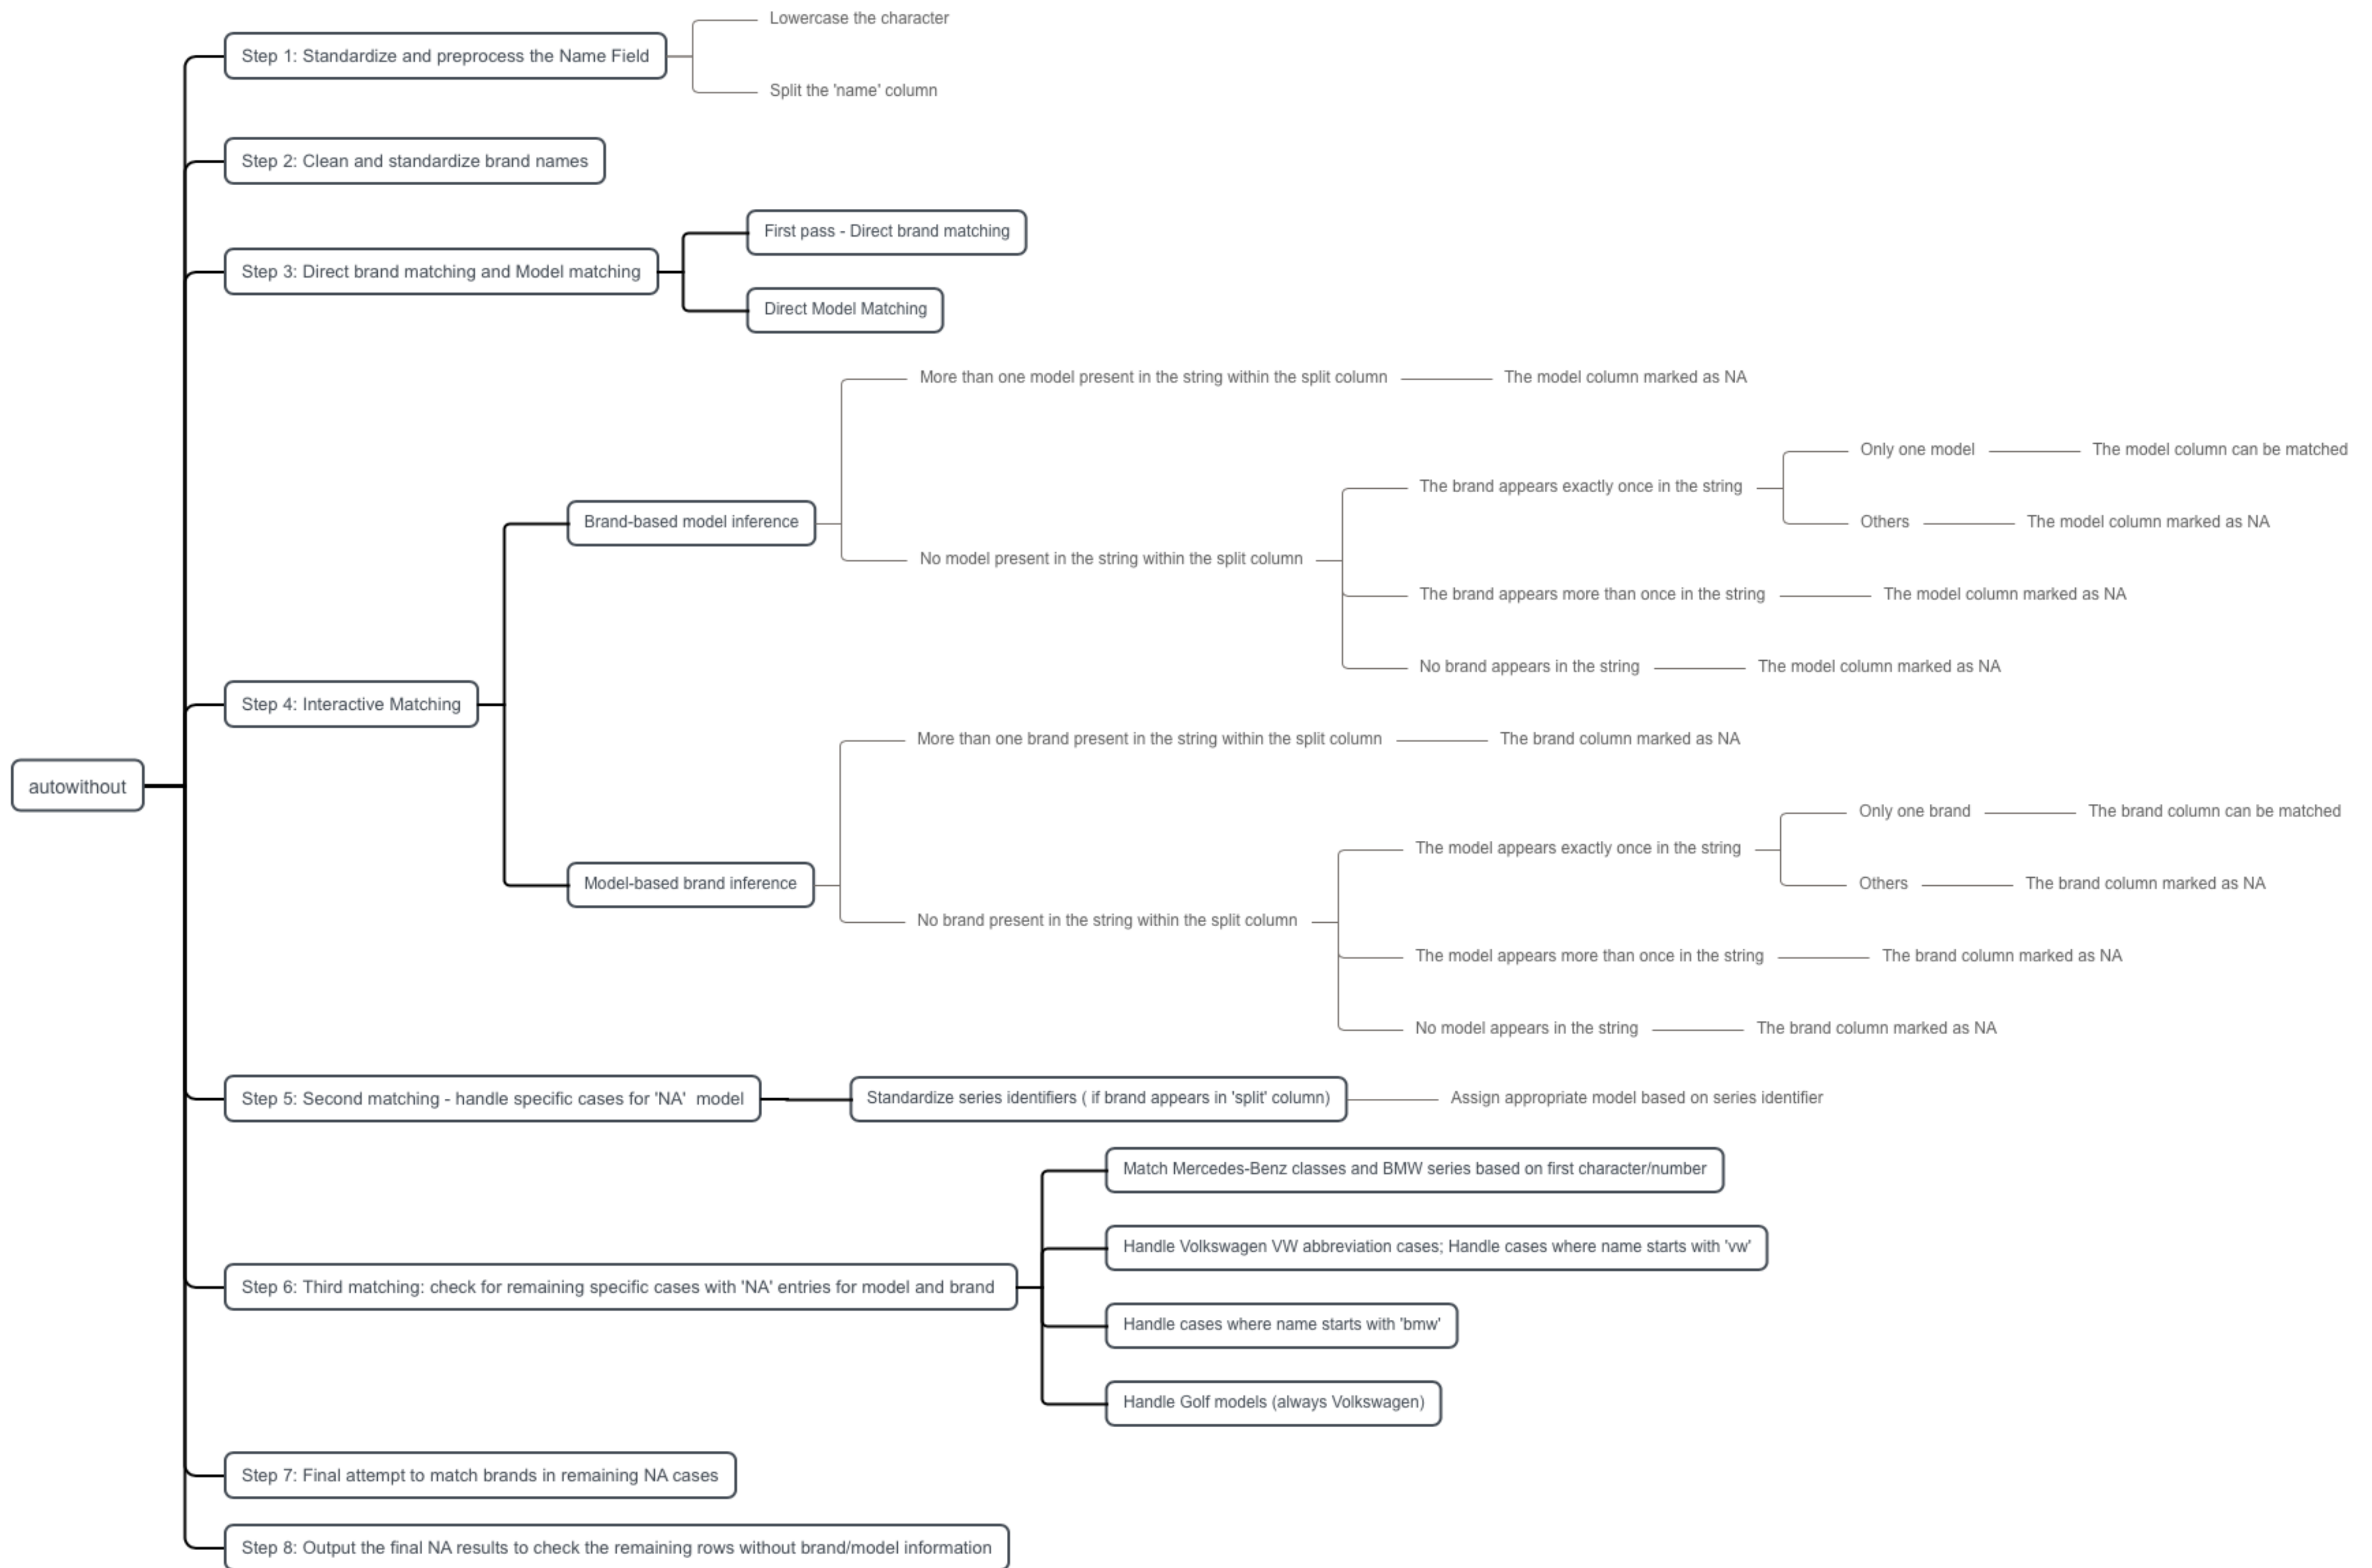 autowithout
Step 1: Standardize and preprocess the Name Field
Lowercase the character
Split the 'name' column
Step 2: Clean and standardize brand names
Step 3: Direct brand matching and Model matching
First pass - Direct brand matching
Direct Model Matching
Step 4: Interactive Matching
Brand-based model inference
More than one model present in the string within the split column
The model column marked as NA
No model present in the string within the split column
The brand appears exactly once in the string
Only one model
The model column can be matched
Others
The model column marked as NA
The brand appears more than once in the string
The model column marked as NA
No brand appears in the string
The model column marked as NA
Model-based brand inference
More than one brand present in the string within the split column
The brand column marked as NA
No brand present in the string within the split column
The model appears exactly once in the string
Only one brand
The brand column can be matched
Others
The brand column marked as NA
The model appears more than once in the string
The brand column marked as NA
No model appears in the string
The brand column marked as NA
Step 5: Second matching - handle specific cases for 'NA' model
Standardize series identifiers ( if brand appears in 'split' column)
Assign appropriate model based on series identifier
Step 6: Third matching: check for remaining specific cases with 'NA' entries for model and brand
Match Mercedes-Benz classes and BMW series based on first character/number
Handle Volkswagen VW abbreviation cases; Handle cases where name starts with 'vw'
Handle cases where name starts with 'bmw'
Handle Golf models (always Volkswagen)
Step 7: Final attempt to match brands in remaining NA cases
Step 8: Output the final NA results to check the remaining rows without brand/model information